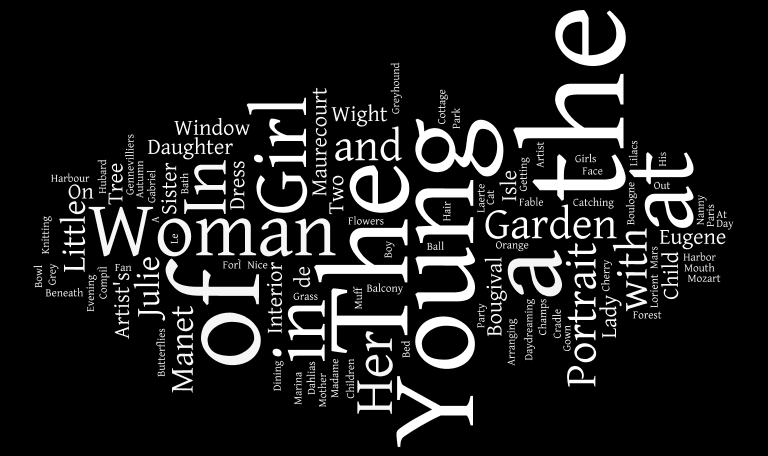 the
Young
The
Woman
of
a
at
in
In
Girl
Her
and
Garden
with
Portrait
Manet
Little
Julie
Maurecourt
Wight
Window
Daughter
Eugene
Bougival
Child
Interior
Artist's
Two
Dress
Sister
Tree
On
Isle
Lady
de
Greyhound
Cottage
Park
Harbour
Hubard
Gennevilliers
Autumn
Gabriel
Bath
A
Le
Knitting
Bowl
Grey
Beneath
Evening
Compil
Fan
Butterflies
Forl
Nice
Grass
Flowers
Boy
Muff
Balcony
Hair
Ball
Bed
Dining
Marina
Dahlias
Mother
Madame
Children
Laerte
Cat
Getting
Artist
Fable
Orange
Catching
Girls
Face
Boulogne
Lilacs
Out
His
Nanny
Paris
At
Day
Harbor
Mouth
Mozart
Mars
Lorient
Forest
Cherry
Gown
Cradle
Champs
Daydreaming
Arranging
Party